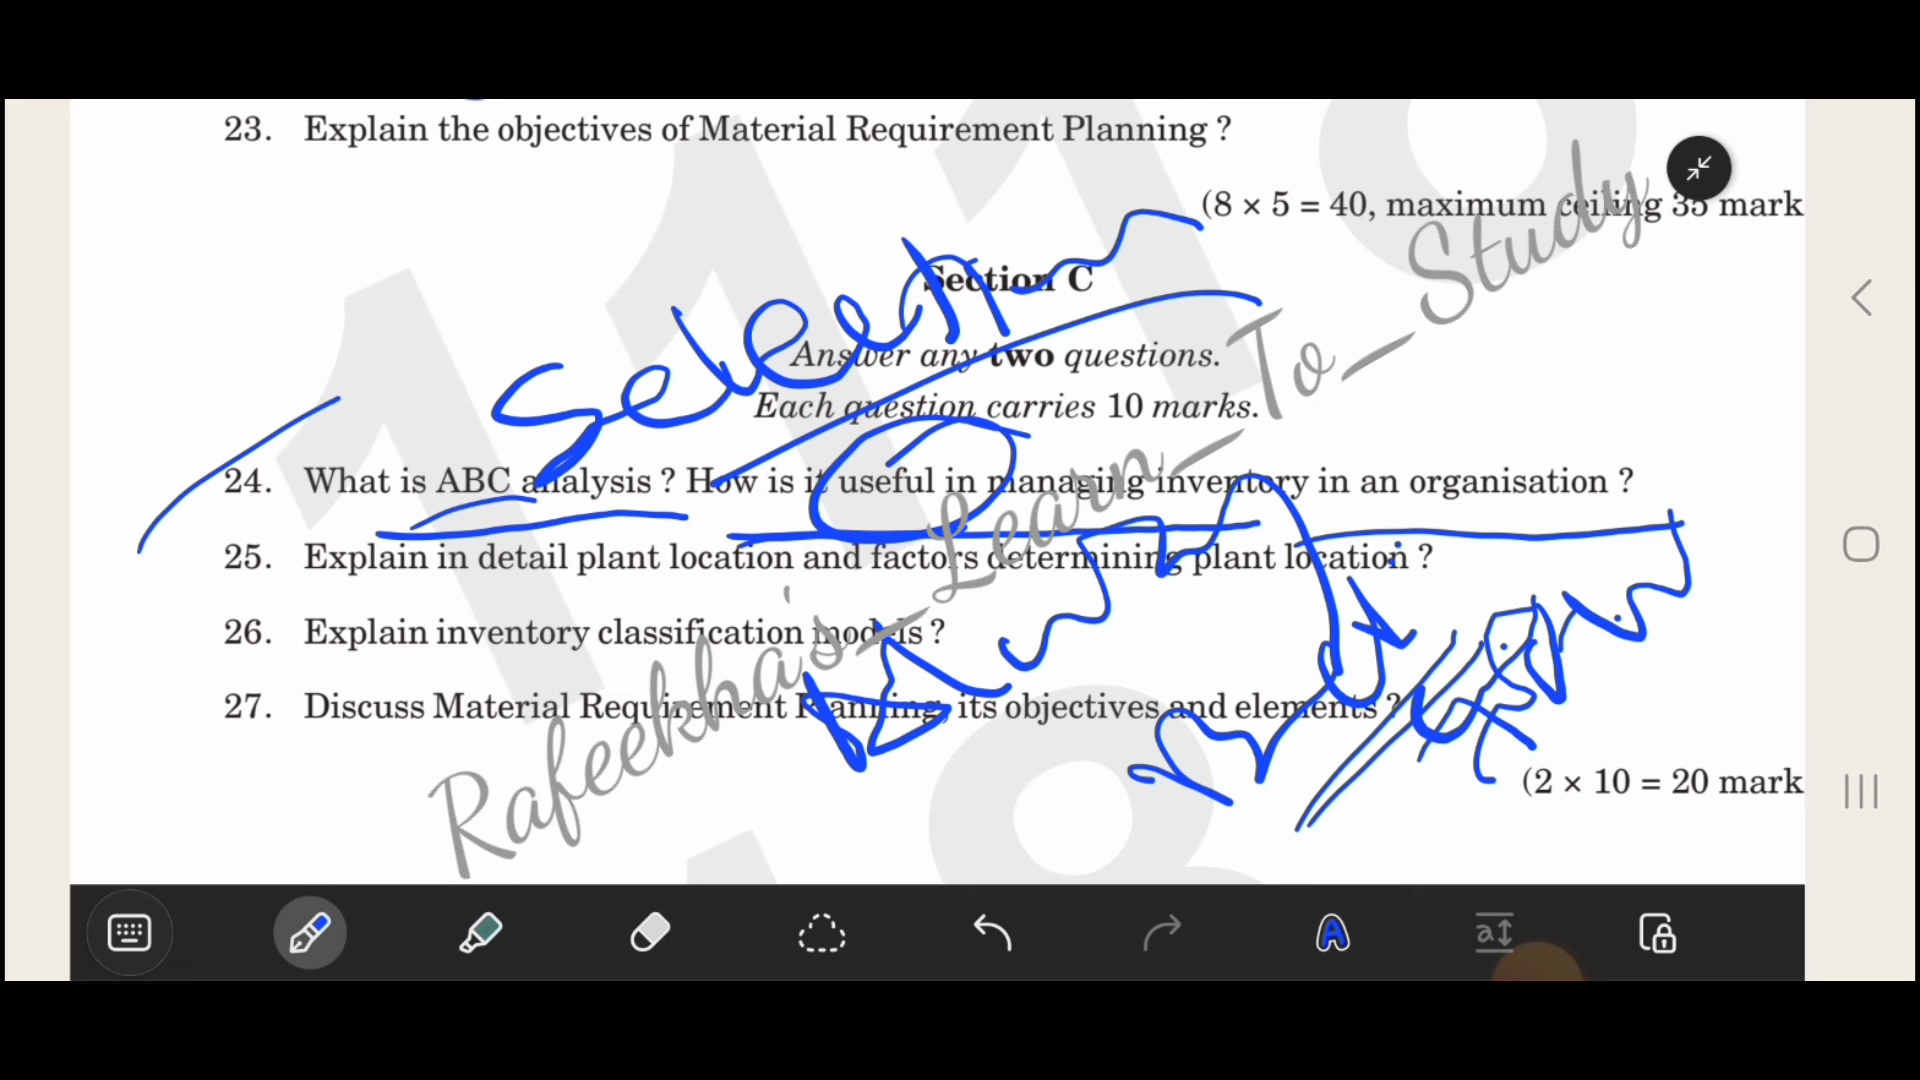 23. Explain the objectives of Material Requirement Planning ?
(8 × 5 = 40, maximum ceiling 35 mark
Section C
Answer any two questions.
Each question carries 10 marks.
24. What is ABC analysis ? How is it useful in managing inventory in an organisation ?
25. Explain in detail plant location and factors determining plant location ?
26. Explain inventory classification models ?
27. Discuss Material Requirement Planning, its objectives and elements ?
(2 × 10 = 20 mark
Rafeekha's_Learn_To_Study